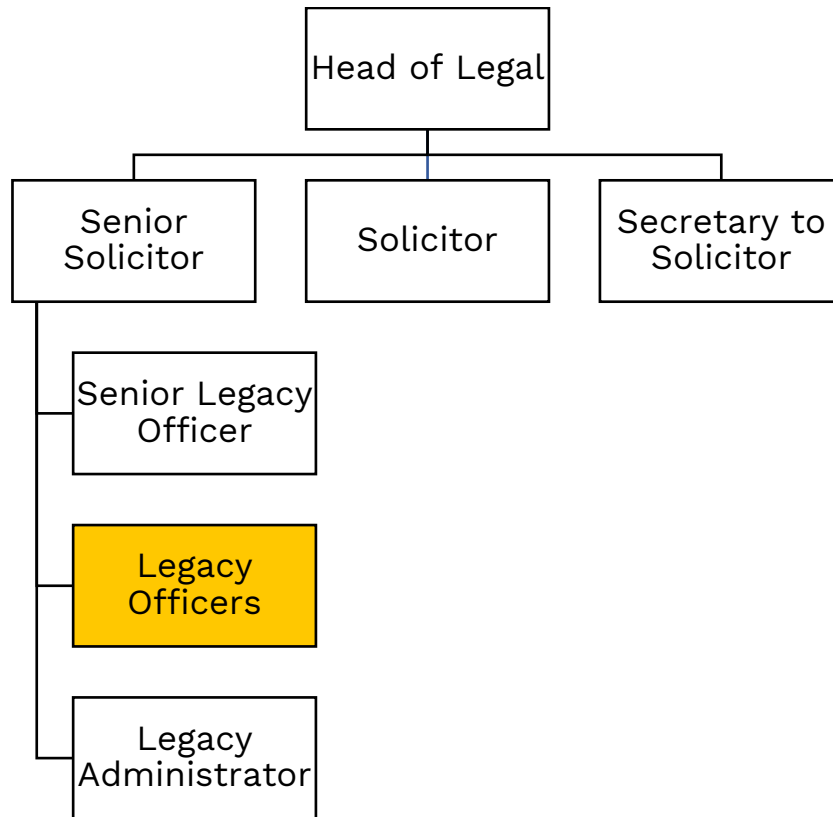 Head of Legal
Senior
Solicitor
Solicitor
Secretary to
Solicitor
Senior Legacy
Officer
Legacy
Officers
Legacy
Administrator